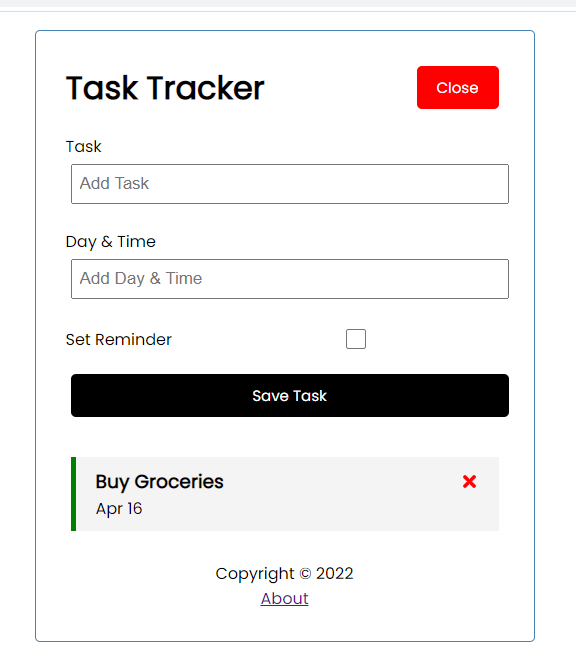 Task Tracker
Close
Task
Add Task
Day & Time
Add Day & Time
Set Reminder
Save Task
Buy Groceries
Apr 16
Copyright © 2022
About